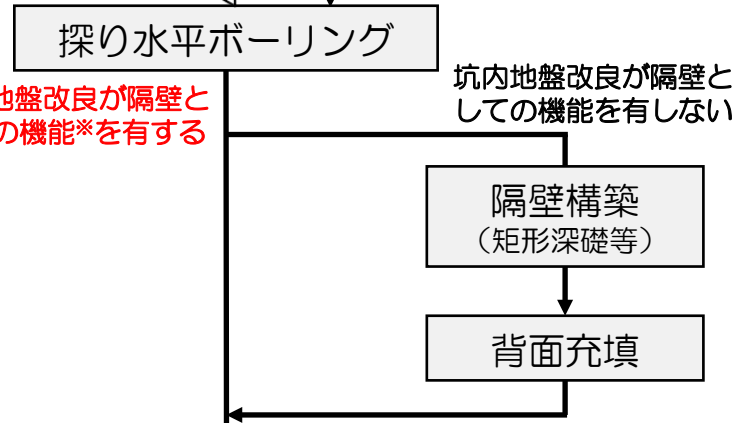 探り水平ボーリング
地盤改良が隔壁と
の機能※を有する
坑内地盤改良が隔壁と
しての機能を有しない
隔壁構築
（矩形深礎等）
背面充填